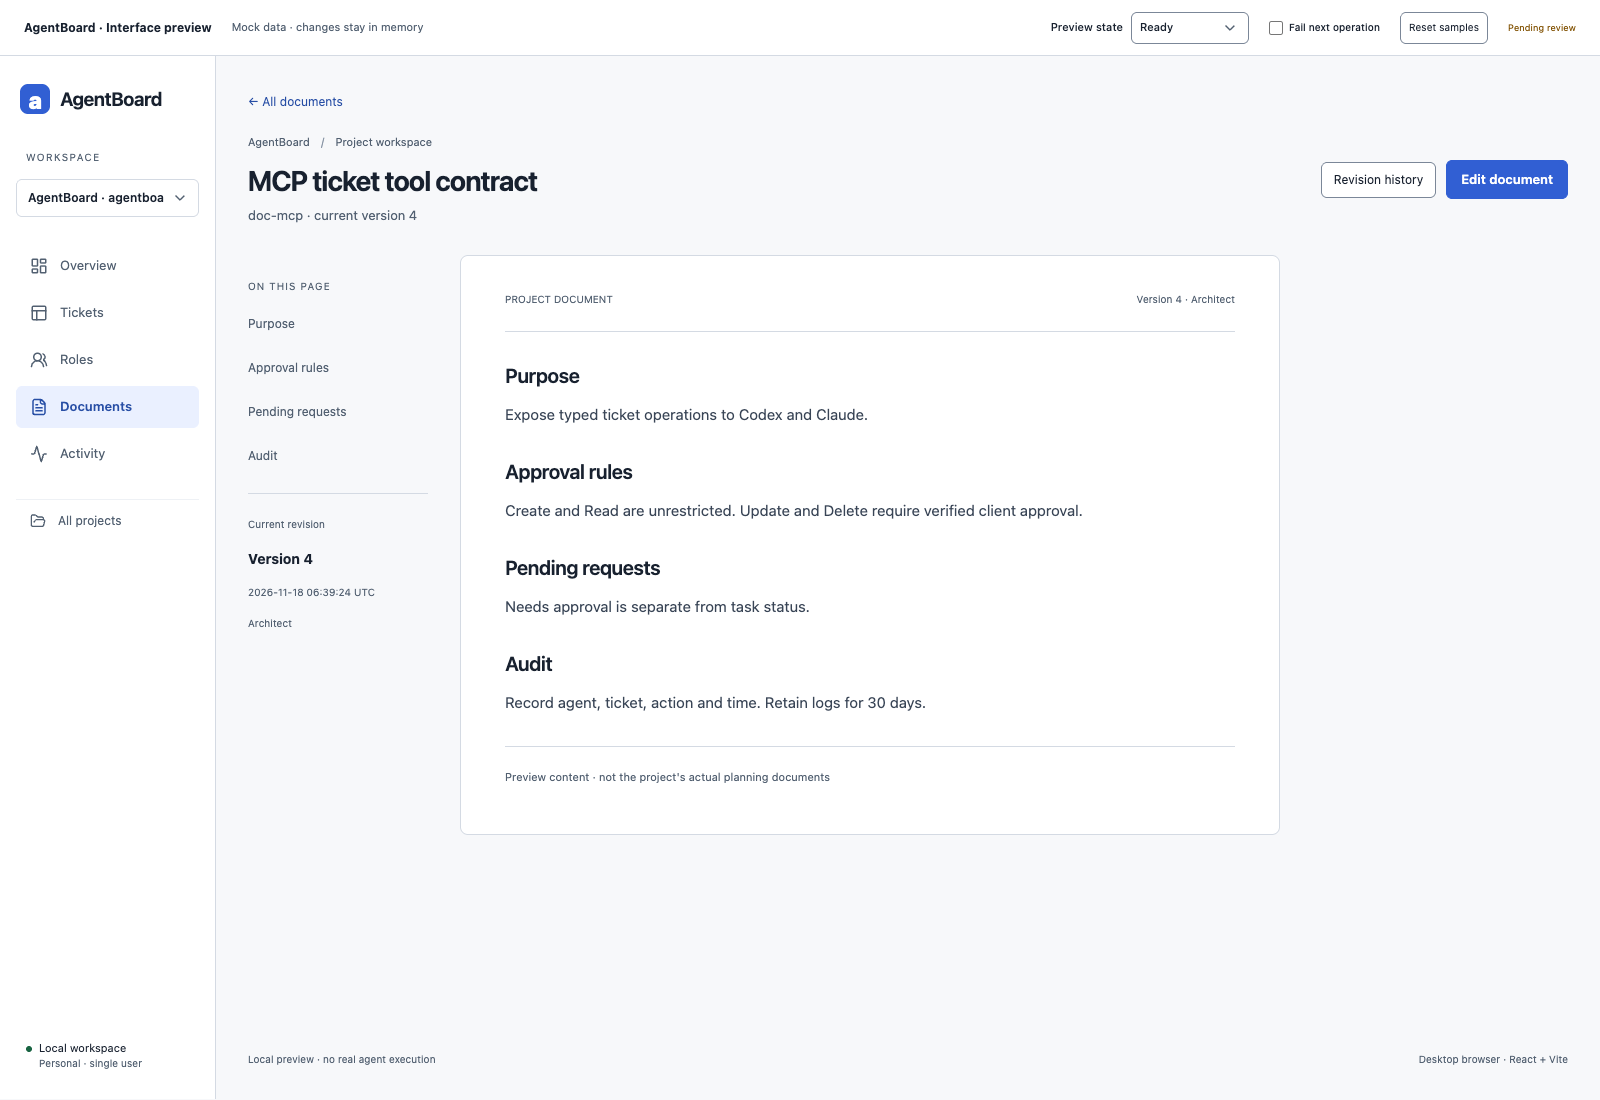 AgentBoard · Interface preview
Mock data · changes stay in memory
Preview state
Ready
Fail next operation
Reset samples
Pending review
a
AgentBoard
WORKSPACE
AgentBoard · agentboa
Overview
Tickets
Roles
Documents
Activity
All projects
Local workspace
Personal · single user
← All documents
AgentBoard / Project workspace
MCP ticket tool contract
doc-mcp · current version 4
Revision history
Edit document
ON THIS PAGE
Purpose
Approval rules
Pending requests
Audit
Current revision
Version 4
2026-11-18 06:39:24 UTC
Architect
PROJECT DOCUMENT
Version 4 · Architect
Purpose
Expose typed ticket operations to Codex and Claude.
Approval rules
Create and Read are unrestricted. Update and Delete require verified client approval.
Pending requests
Needs approval is separate from task status.
Audit
Record agent, ticket, action and time. Retain logs for 30 days.
Preview content · not the project's actual planning documents
Local preview · no real agent execution
Desktop browser · React + Vite